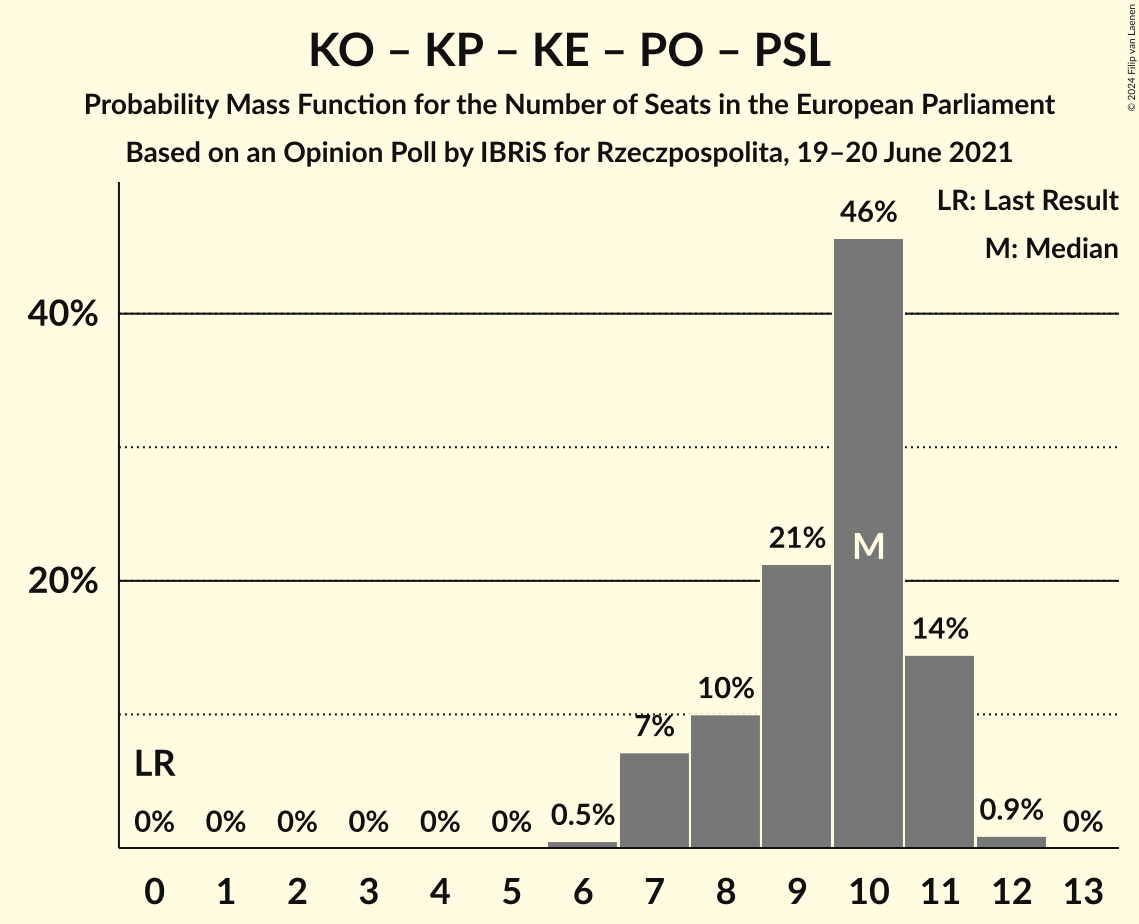 KO – KP – KE – PO – PSL
Probability Mass Function for the Number of Seats in the European Parliament
Based on an Opinion Poll by IBRiS for Rzeczpospolita, 19–20 June 2021
© 2024 Filip van Laenen
LR: Last Result
M: Median
46%
40%
21%
M
20%
14%
10%
7%
LR
0% 0% 0% 0% 0% 0% 0.5% 0.9% 0%
0 1 2 3 4 5 6 7 8 9 10 11 12 13